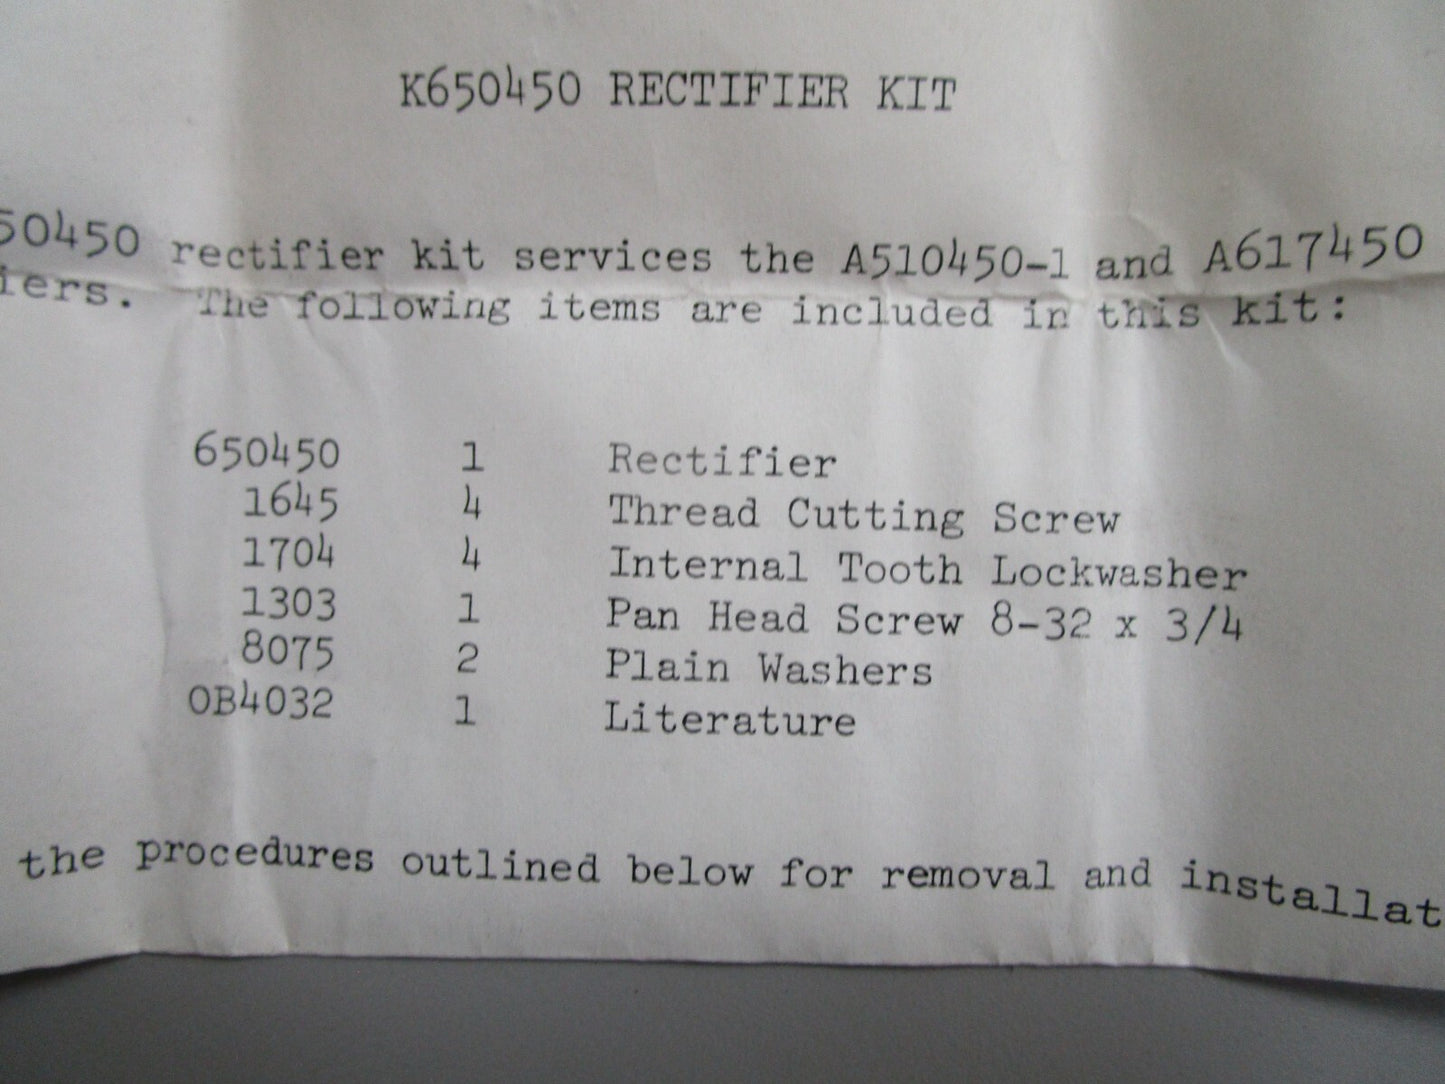 K650450 RECTIFIER KIT
50450 rectifier kit services the A510450-1 and A617450
iers. The following items are included in this kit:
650450 1 Rectifier
1645 4 Thread Cutting Screw
1704 4 Internal Tooth Lockwasher
1303 1 Pan Head Screw 8-32 x 3/4
8075 2 Plain Washers
OB4032 1 Literature
the procedures outlined below for removal and installat